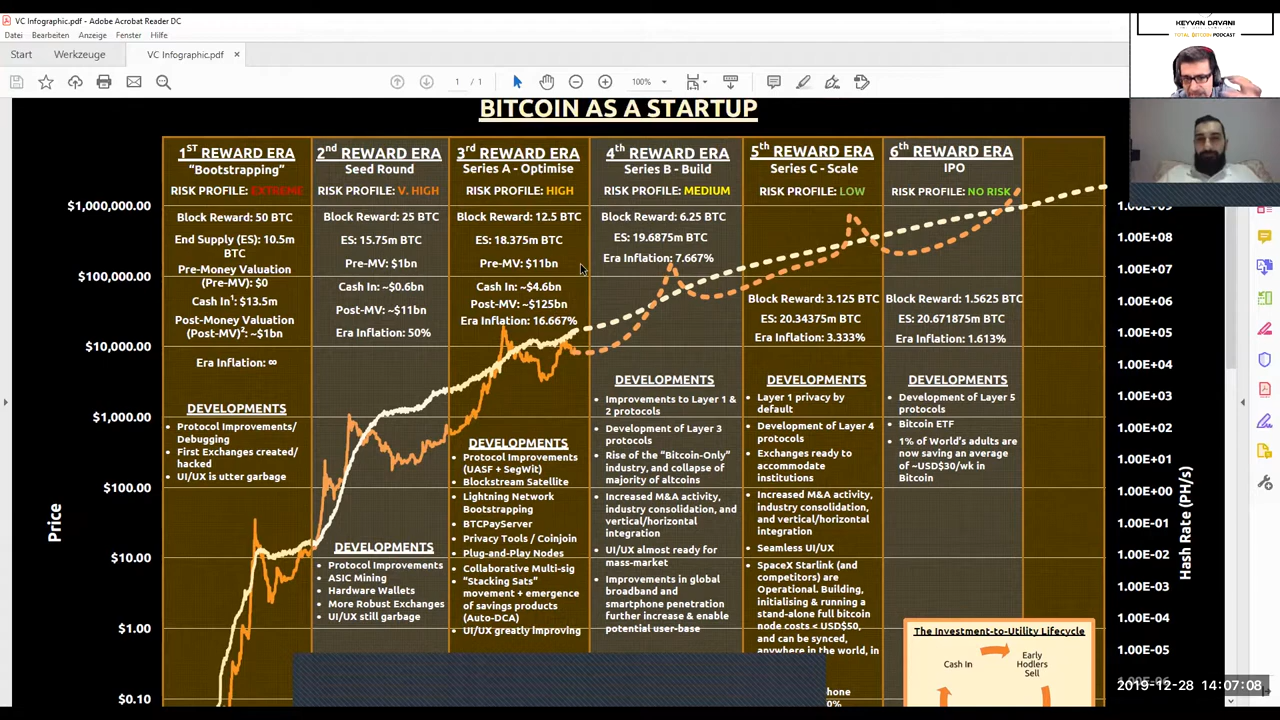 VC Infographic.pdf - Adobe Acrobat Reader DC
Datei Bearbeiten Anzeige Fenster Hilfe
Start Werkzeuge VC Infographic.pdf ×
1 / 1 100%
KEYVAN DAVANI
TOTAL BITCOIN PODCAST
BITCOIN AS A STARTUP
1ST REWARD ERA
"Bootstrapping"
RISK PROFILE: EXTREME
Block Reward: 50 BTC
End Supply (ES): 10.5m
BTC
Pre-Money Valuation
(Pre-MV): $0
Cash In¹: $13.5m
Post-Money Valuation
(Post-MV)²: ~$1bn
Era Inflation: ∞
DEVELOPMENTS
• Protocol Improvements/
Debugging
• First Exchanges created/
hacked
• UI/UX is utter garbage
2nd REWARD ERA
Seed Round
RISK PROFILE: V. HIGH
Block Reward: 25 BTC
ES: 15.75m BTC
Pre-MV: $1bn
Cash In: ~$0.6bn
Post-MV: ~$11bn
Era Inflation: 50%
DEVELOPMENTS
• Protocol Improvements
• ASIC Mining
• Hardware Wallets
• More Robust Exchanges
• UI/UX still garbage
3rd REWARD ERA
Series A - Optimise
RISK PROFILE: HIGH
Block Reward: 12.5 BTC
ES: 18.375m BTC
Pre-MV: $11bn
Cash In: ~$4.6bn
Post-MV: ~$125bn
Era Inflation: 16.667%
DEVELOPMENTS
• Protocol Improvements
(UASF + SegWit)
• Blockstream Satellite
• Lightning Network
Bootstrapping
• BTCPayServer
• Privacy Tools / Coinjoin
• Plug-and-Play Nodes
• Collaborative Multi-sig
• "Stacking Sats"
movement + emergence
of savings products
(Auto-DCA)
• UI/UX greatly improving
4th REWARD ERA
Series B - Build
RISK PROFILE: MEDIUM
Block Reward: 6.25 BTC
ES: 19.6875m BTC
Era Inflation: 7.667%
DEVELOPMENTS
• Improvements to Layer 1 &
2 protocols
• Development of Layer 3
protocols
• Rise of the "Bitcoin-Only"
industry, and collapse of
majority of altcoins
• Increased M&A activity,
industry consolidation, and
vertical/horizontal
integration
• UI/UX almost ready for
mass-market
• Improvements in global
broadband and
smartphone penetration
further increase & enable
potential user-base
5th REWARD ERA
Series C - Scale
RISK PROFILE: LOW
Block Reward: 3.125 BTC
ES: 20.34375m BTC
Era Inflation: 3.333%
DEVELOPMENTS
• Layer 1 privacy by
default
• Development of Layer 4
protocols
• Exchanges ready to
accommodate
institutions
• Increased M&A activity,
industry consolidation,
and vertical/horizontal
integration
• Seamless UI/UX
• SpaceX Starlink (and
competitors) are
Operational. Building,
initialising & running a
stand-alone full bitcoin
node costs < USD$50,
and can be synced,
anywhere in the world, in
phone
0%
6th REWARD ERA
IPO
RISK PROFILE: NO RISK
Block Reward: 1.5625 BTC
ES: 20.671875m BTC
Era Inflation: 1.613%
DEVELOPMENTS
• Development of Layer 5
protocols
• Bitcoin ETF
• 1% of World's adults are
now saving an average
of ~USD$30/wk in
Bitcoin
The Investment-to-Utility Lifecycle
Cash In
Early
Hodlers
Sell
Price
$1,000,000.00
$100,000.00
$10,000.00
$1,000.00
$100.00
$10.00
$1.00
$0.10
Hash Rate (PH/s)
1.00E+09
1.00E+08
1.00E+07
1.00E+06
1.00E+05
1.00E+04
1.00E+03
1.00E+02
1.00E+01
1.00E+00
1.00E-01
1.00E-02
1.00E-03
1.00E-04
1.00E-05
2019-12-28 14:07:08